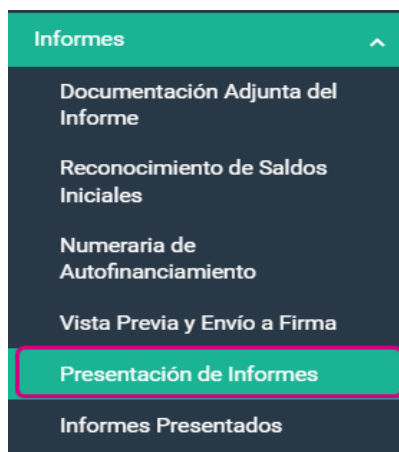 Informes
Documentación Adjunta del
Informe
Reconocimiento de Saldos
Iniciales
Numeraria de
Autofinanciamiento
Vista Previa y Envío a Firma
Presentación de Informes
Informes Presentados